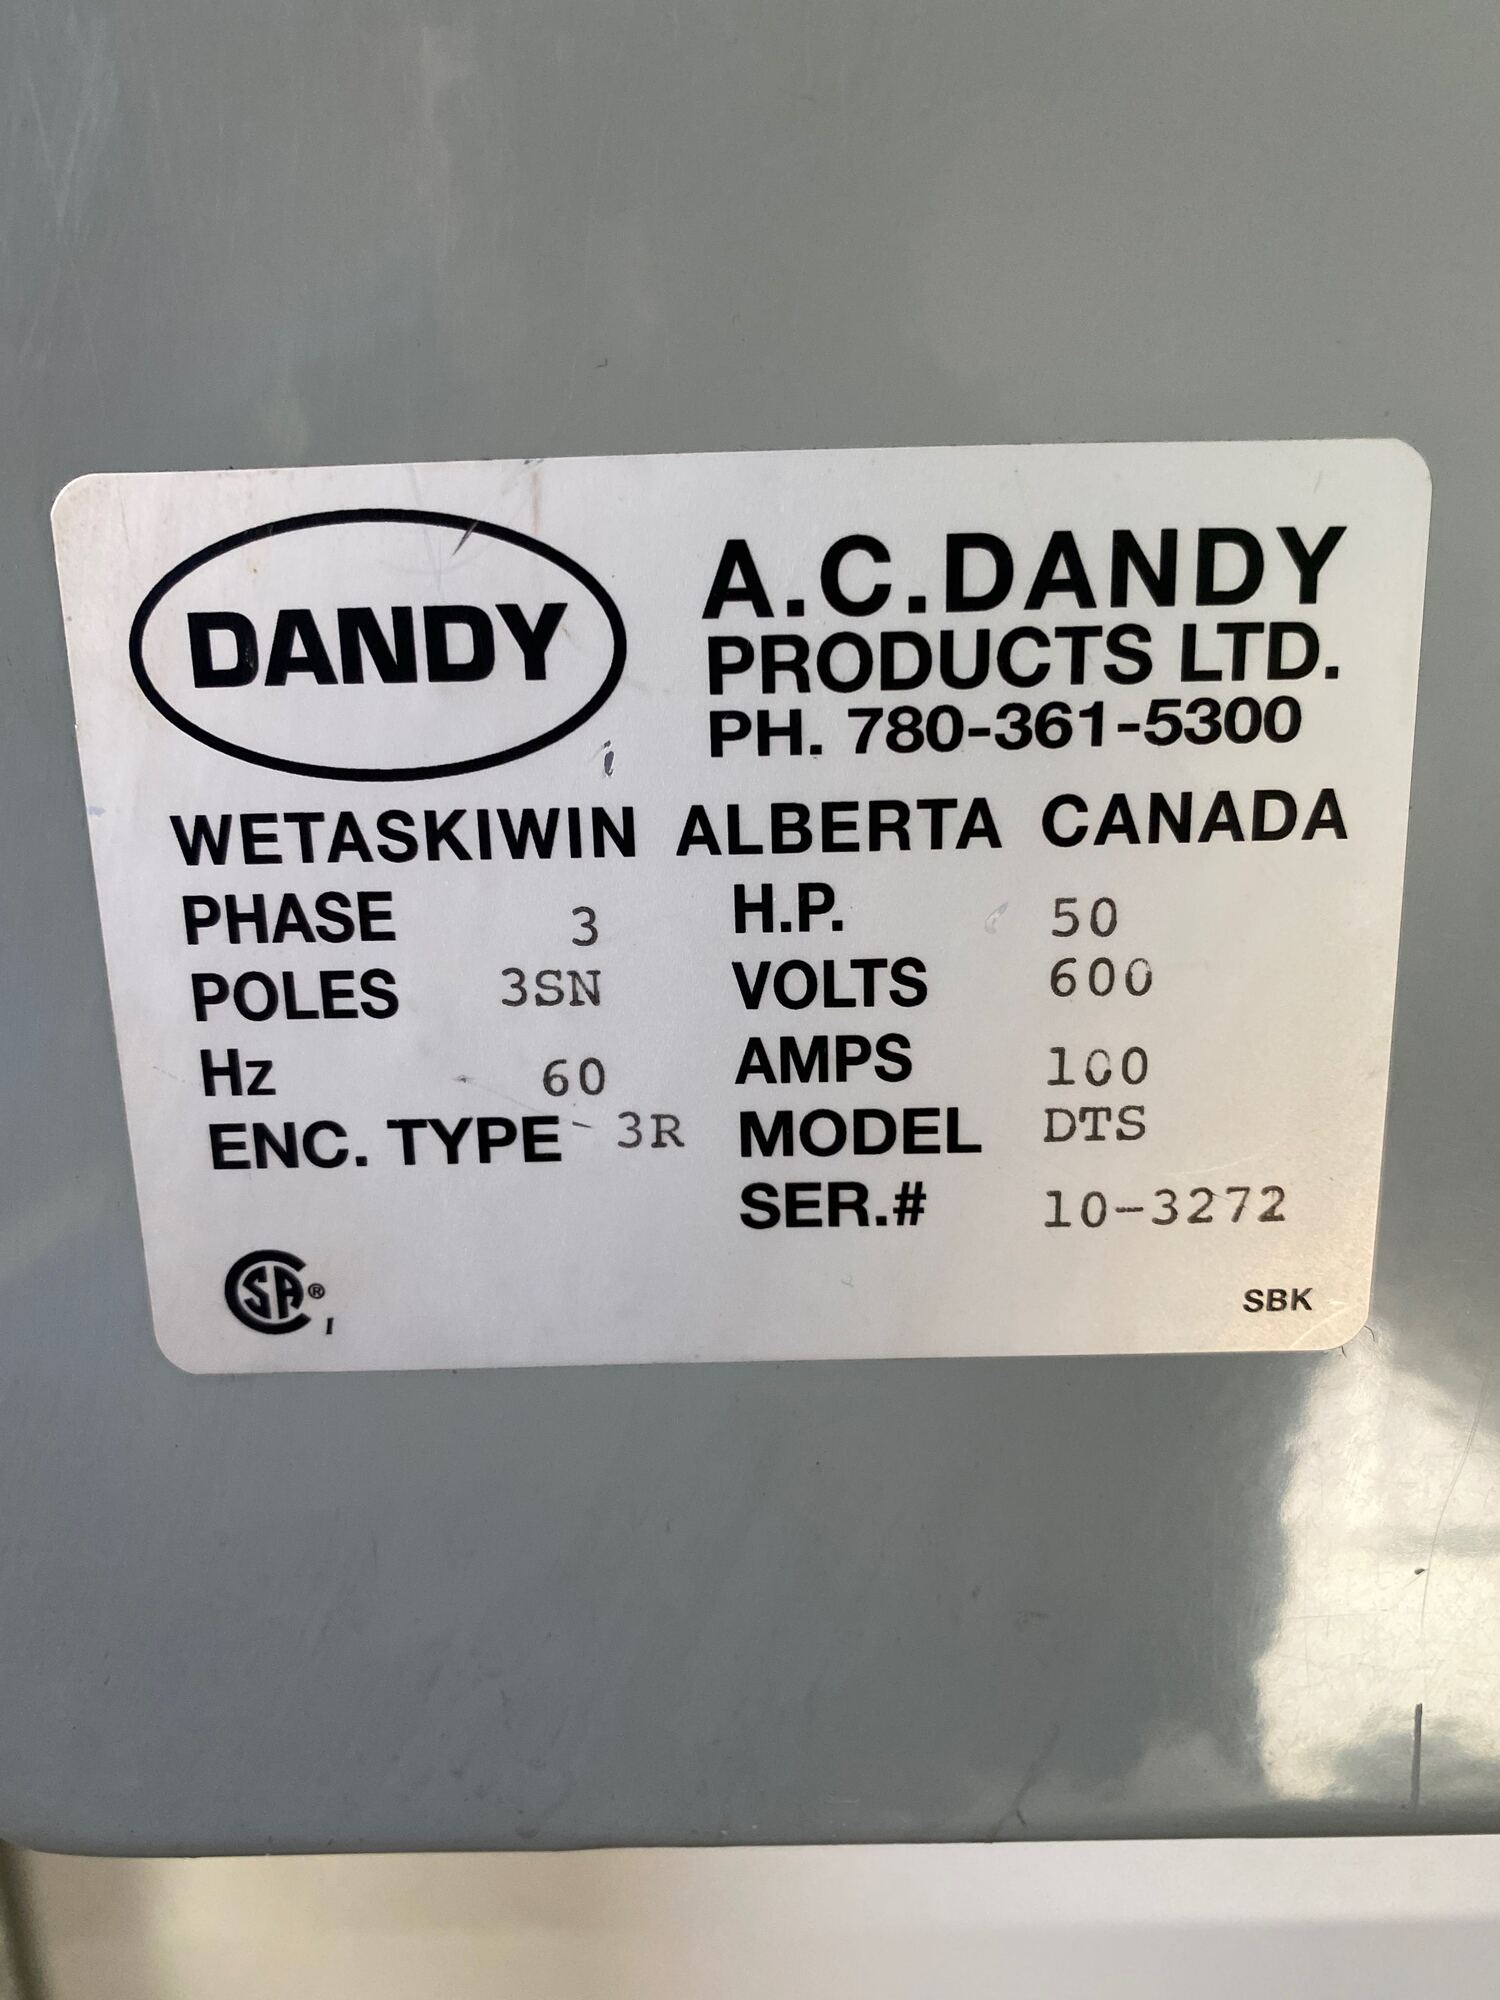 DANDY
A.C.DANDY
PRODUCTS LTD.
PH. 780-361-5300
WETASKIWIN ALBERTA CANADA
PHASE 3 H.P. 50
POLES 3SN VOLTS 600
Hz 60 AMPS 100
ENC. TYPE 3R MODEL DTS
SER.# 10-3272
CSA® I
SBK